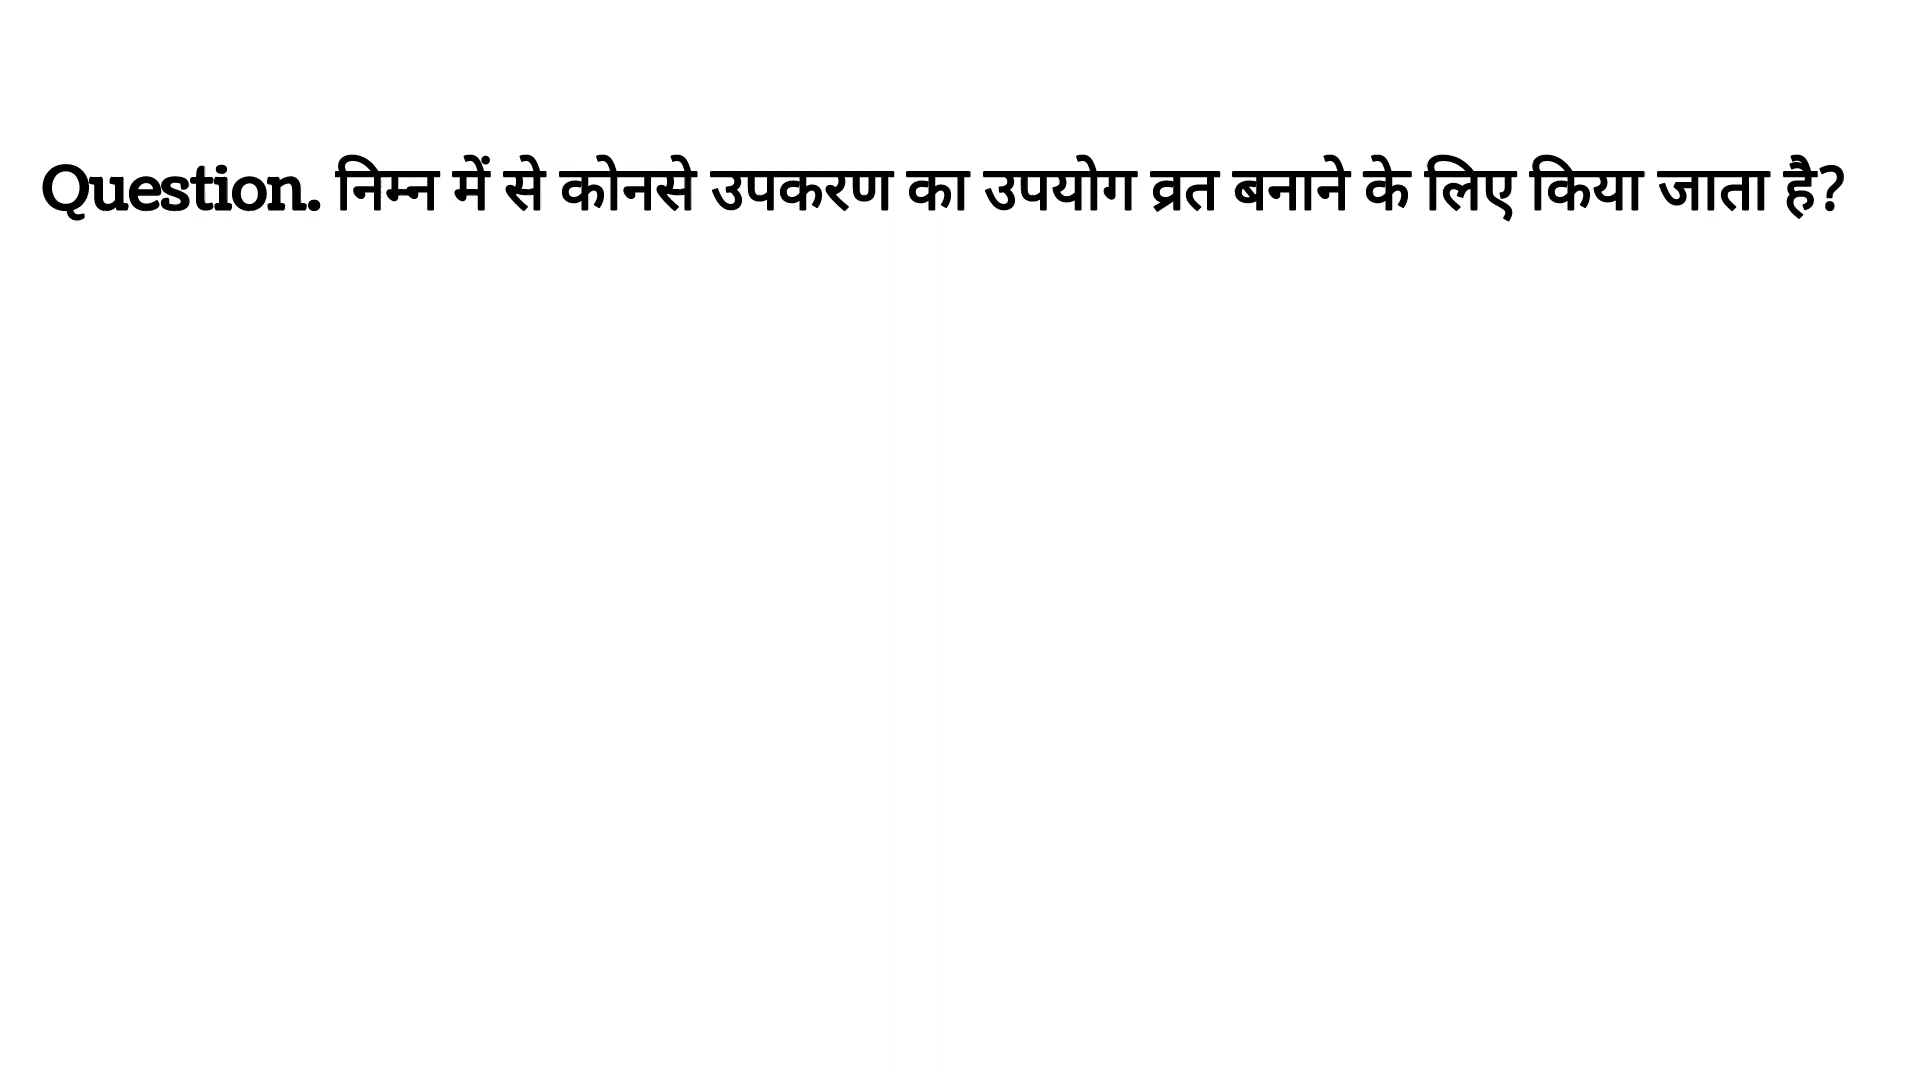 Question. निम्न में से कोनसे उपकरण का उपयोग व्रत बनाने के लिए किया जाता है?